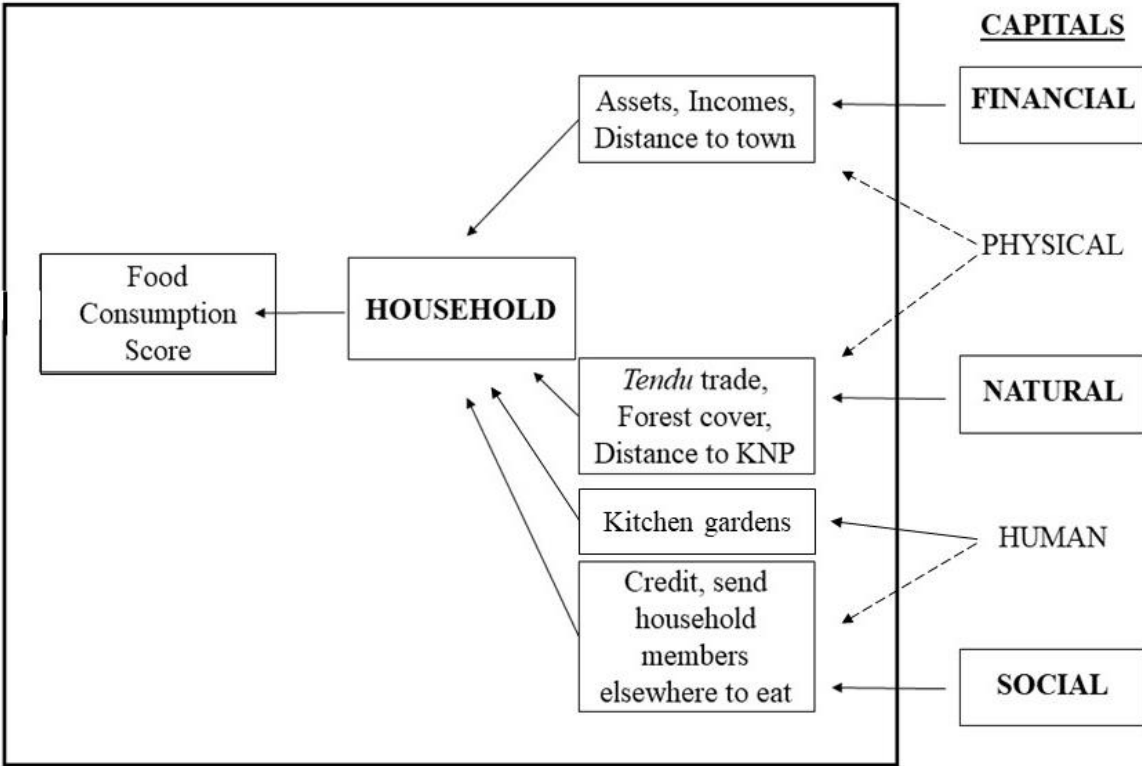 CAPITALS
Assets, Incomes,
Distance to town
FINANCIAL
PHYSICAL
Food
Consumption
Score
HOUSEHOLD
Tendu trade,
Forest cover,
Distance to KNP
NATURAL
Kitchen gardens
HUMAN
Credit, send
household
members
elsewhere to eat
SOCIAL